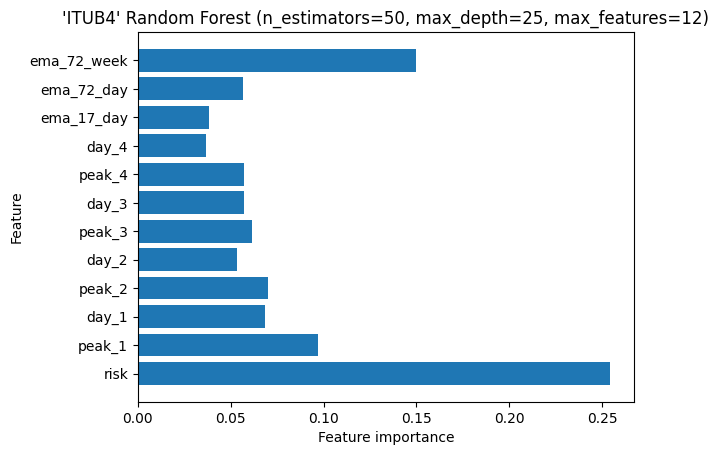 'ITUB4' Random Forest (n_estimators=50, max_depth=25, max_features=12)
ema_72_week
ema_72_day
ema_17_day
day_4
peak_4
day_3
peak_3
day_2
peak_2
day_1
peak_1
risk
Feature
0.00 0.05 0.10 0.15 0.20 0.25
Feature importance